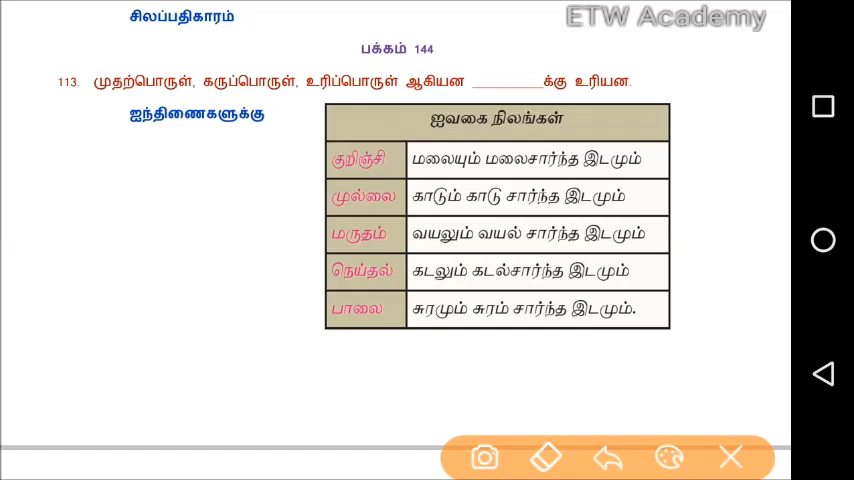 ETW Academy
சிலப்பதிகாரம்
பக்கம் 144
113. முதற்பொருள், கருப்பொருள், உரிப்பொருள் ஆகியன __________க்கு உரியன.
ஐந்திணைகளுக்கு
ஐவகை நிலங்கள்
குறிஞ்சி மலையும் மலைசார்ந்த இடமும்
முல்லை காடும் காடு சார்ந்த இடமும்
மருதம் வயலும் வயல் சார்ந்த இடமும்
நெய்தல் கடலும் கடல்சார்ந்த இடமும்
பாலை சுரமும் சுரம் சார்ந்த இடமும்.